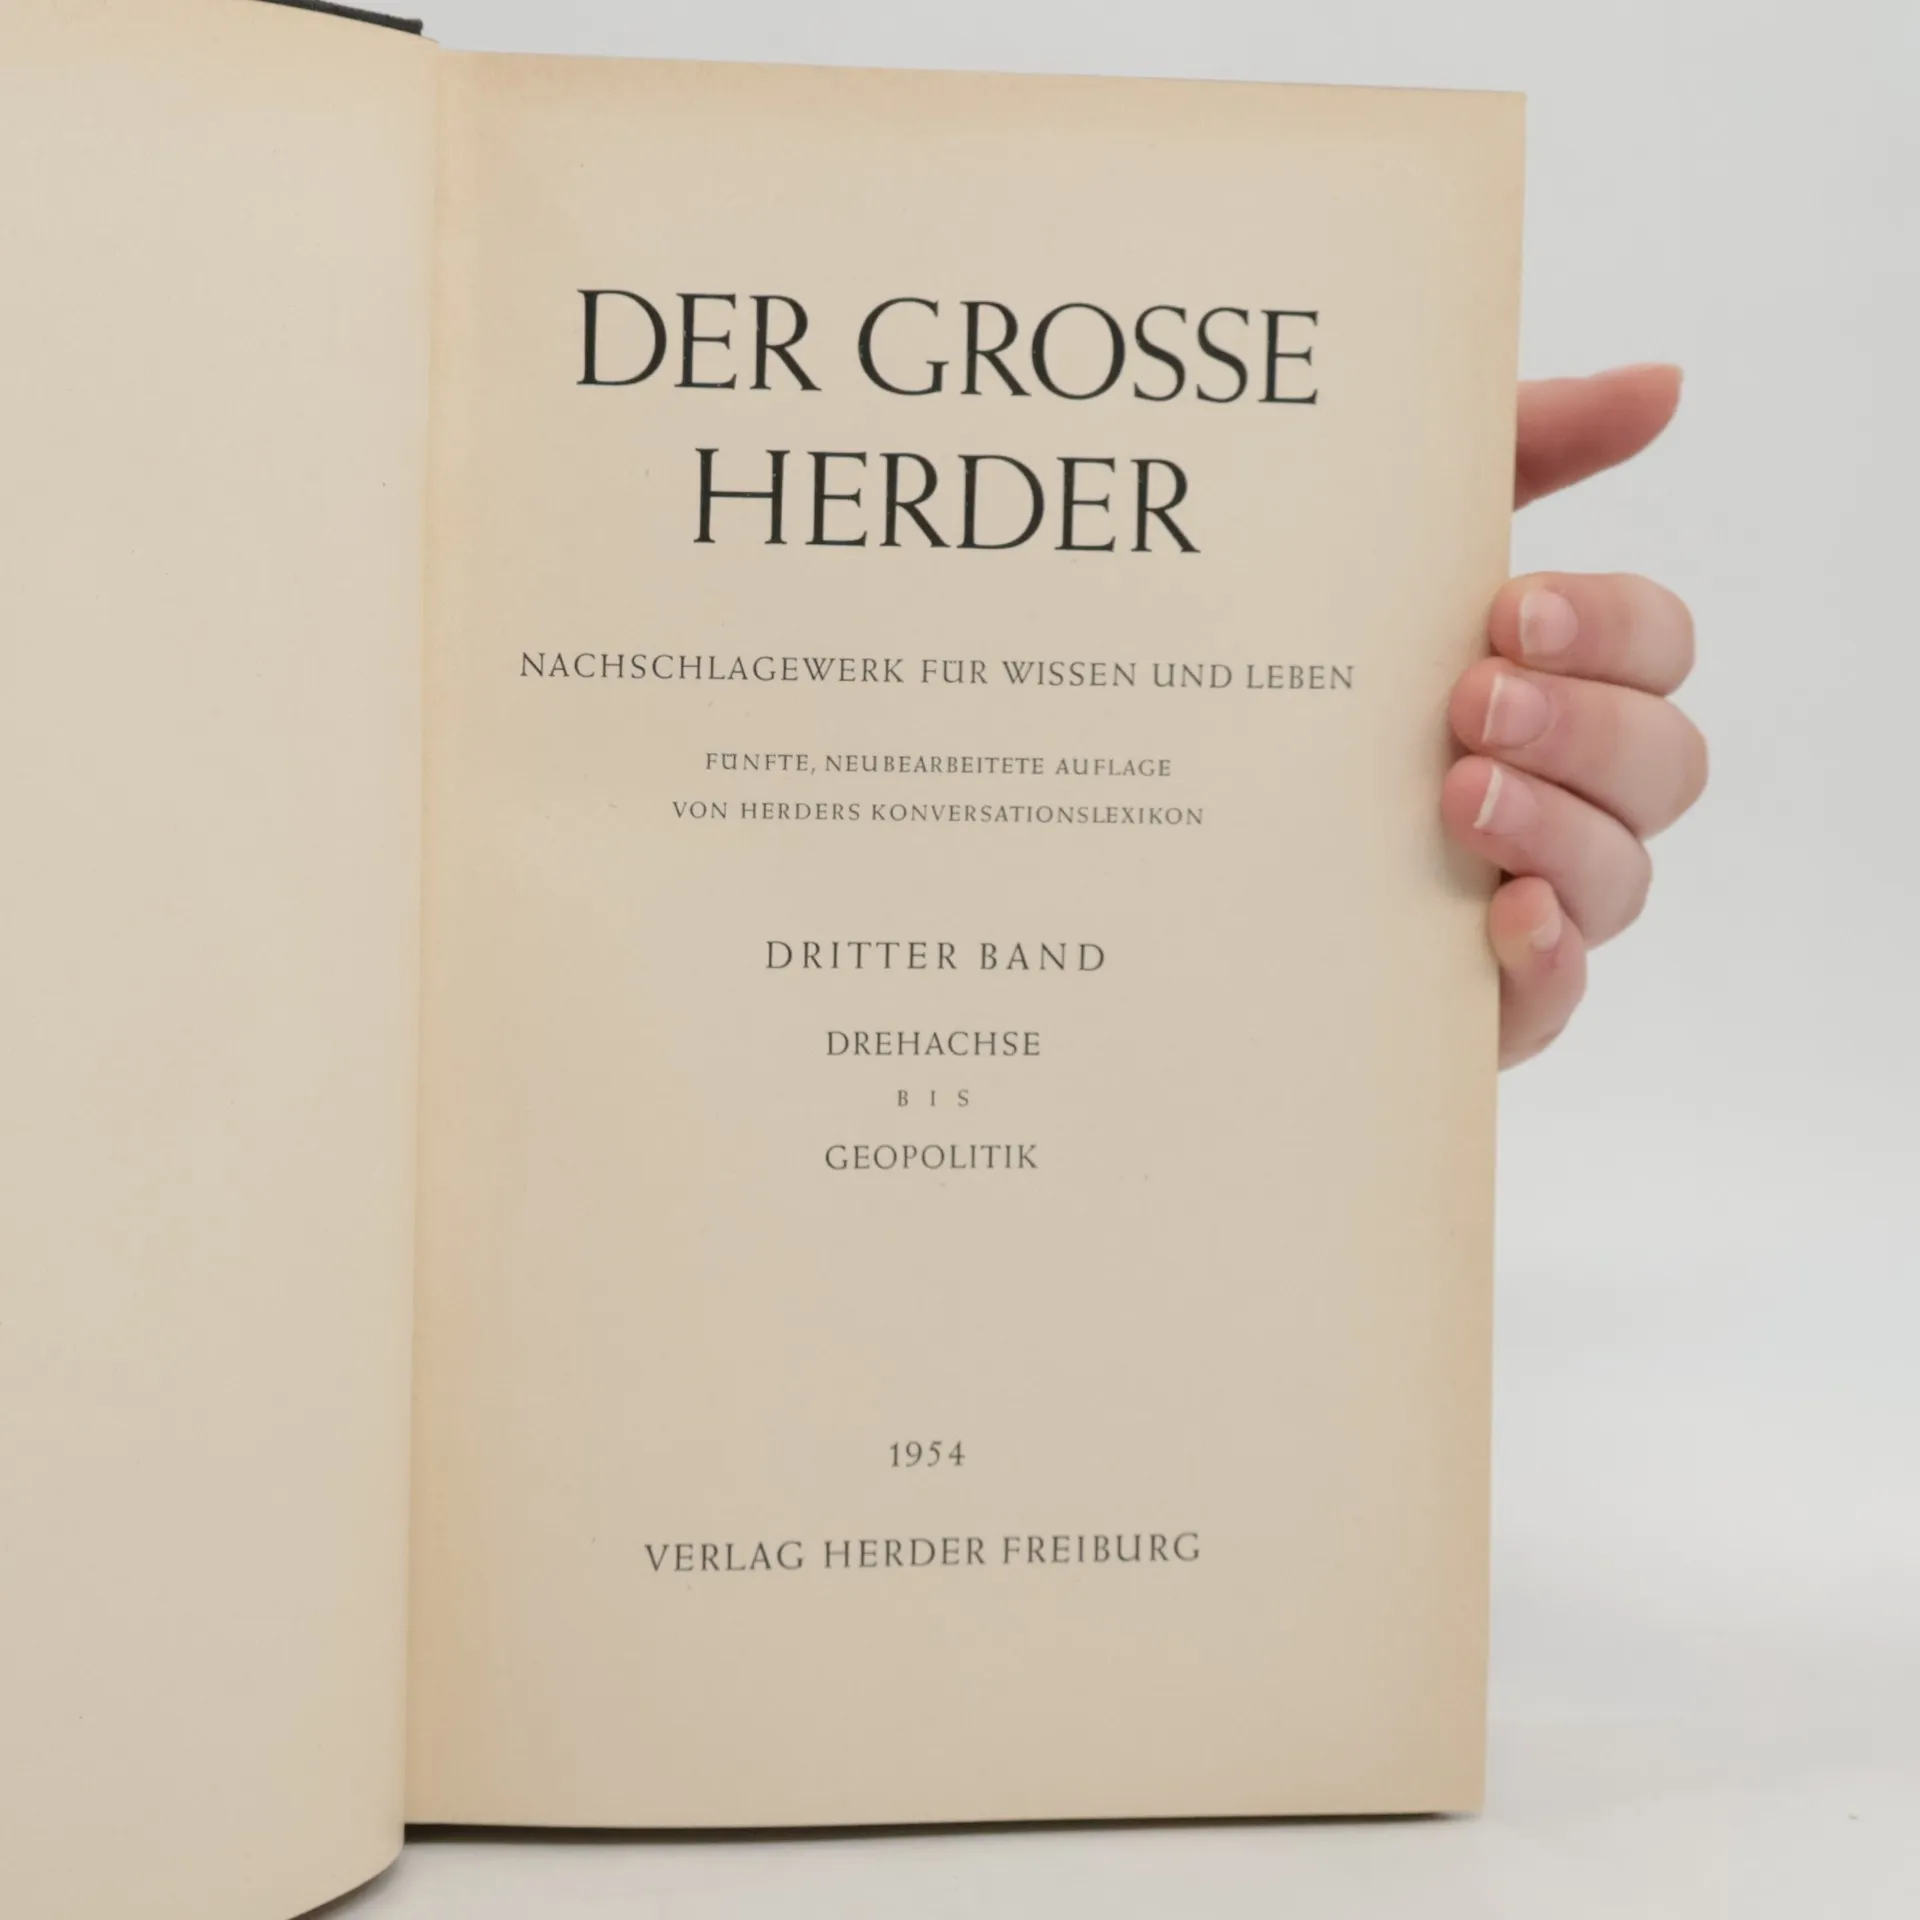 DER GROSSE
HERDER
NACHSCHLAGEWERK FÜR WISSEN UND LEBEN
FÜNFTE, NEUBEARBEITETE AUFLAGE
VON HERDERS KONVERSATIONSLEXIKON
DRITTER BAND
DREHACHSE
BIS
GEOPOLITIK
1954
VERLAG HERDER FREIBURG